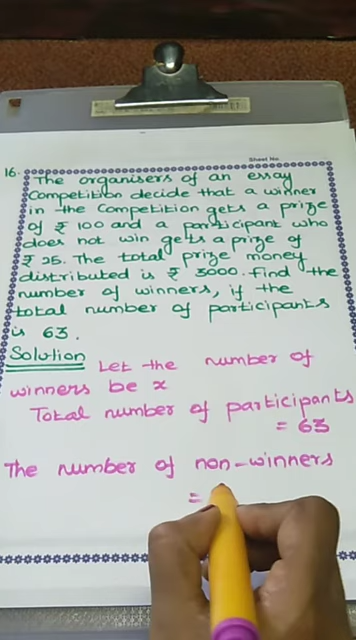 Sheet No.
16. The organisers of an essay
Competition decide that a winner
in the Competition gets a prize
of ₹ 100 and a participant who
does not win gets a prize of
₹ 25. The total prize money
distributed is ₹ 3000. Find the
number of winners, if the
total number of participants
is 63.
Solution Let the number of
winners be x
Total number of participants
= 63
The number of non-winners
=